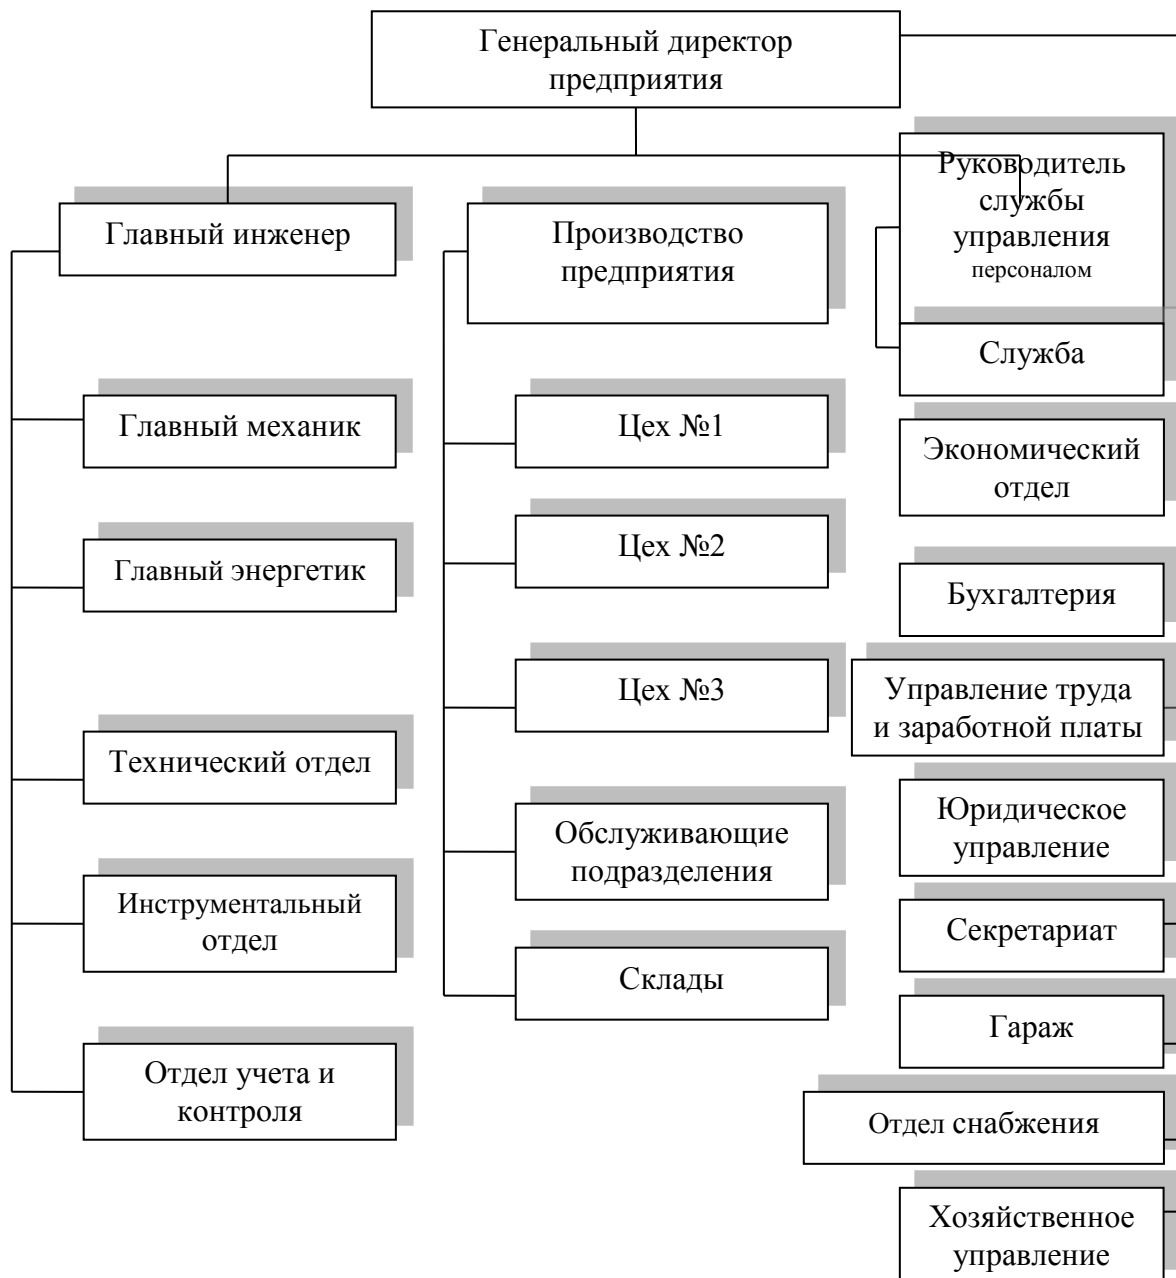 Генеральный директор
предприятия
Главный инженер
Главный механик
Главный энергетик
Технический отдел
Инструментальный
отдел
Отдел учета и
контроля
Производство
предприятия
Цех №1
Цех №2
Цех №3
Обслуживающие
подразделения
Склады
Руководитель
службы
управления
персоналом
Служба
Экономический
отдел
Бухгалтерия
Управление труда
и заработной платы
Юридическое
управление
Секретариат
Гараж
Отдел снабжения
Хозяйственное
управление